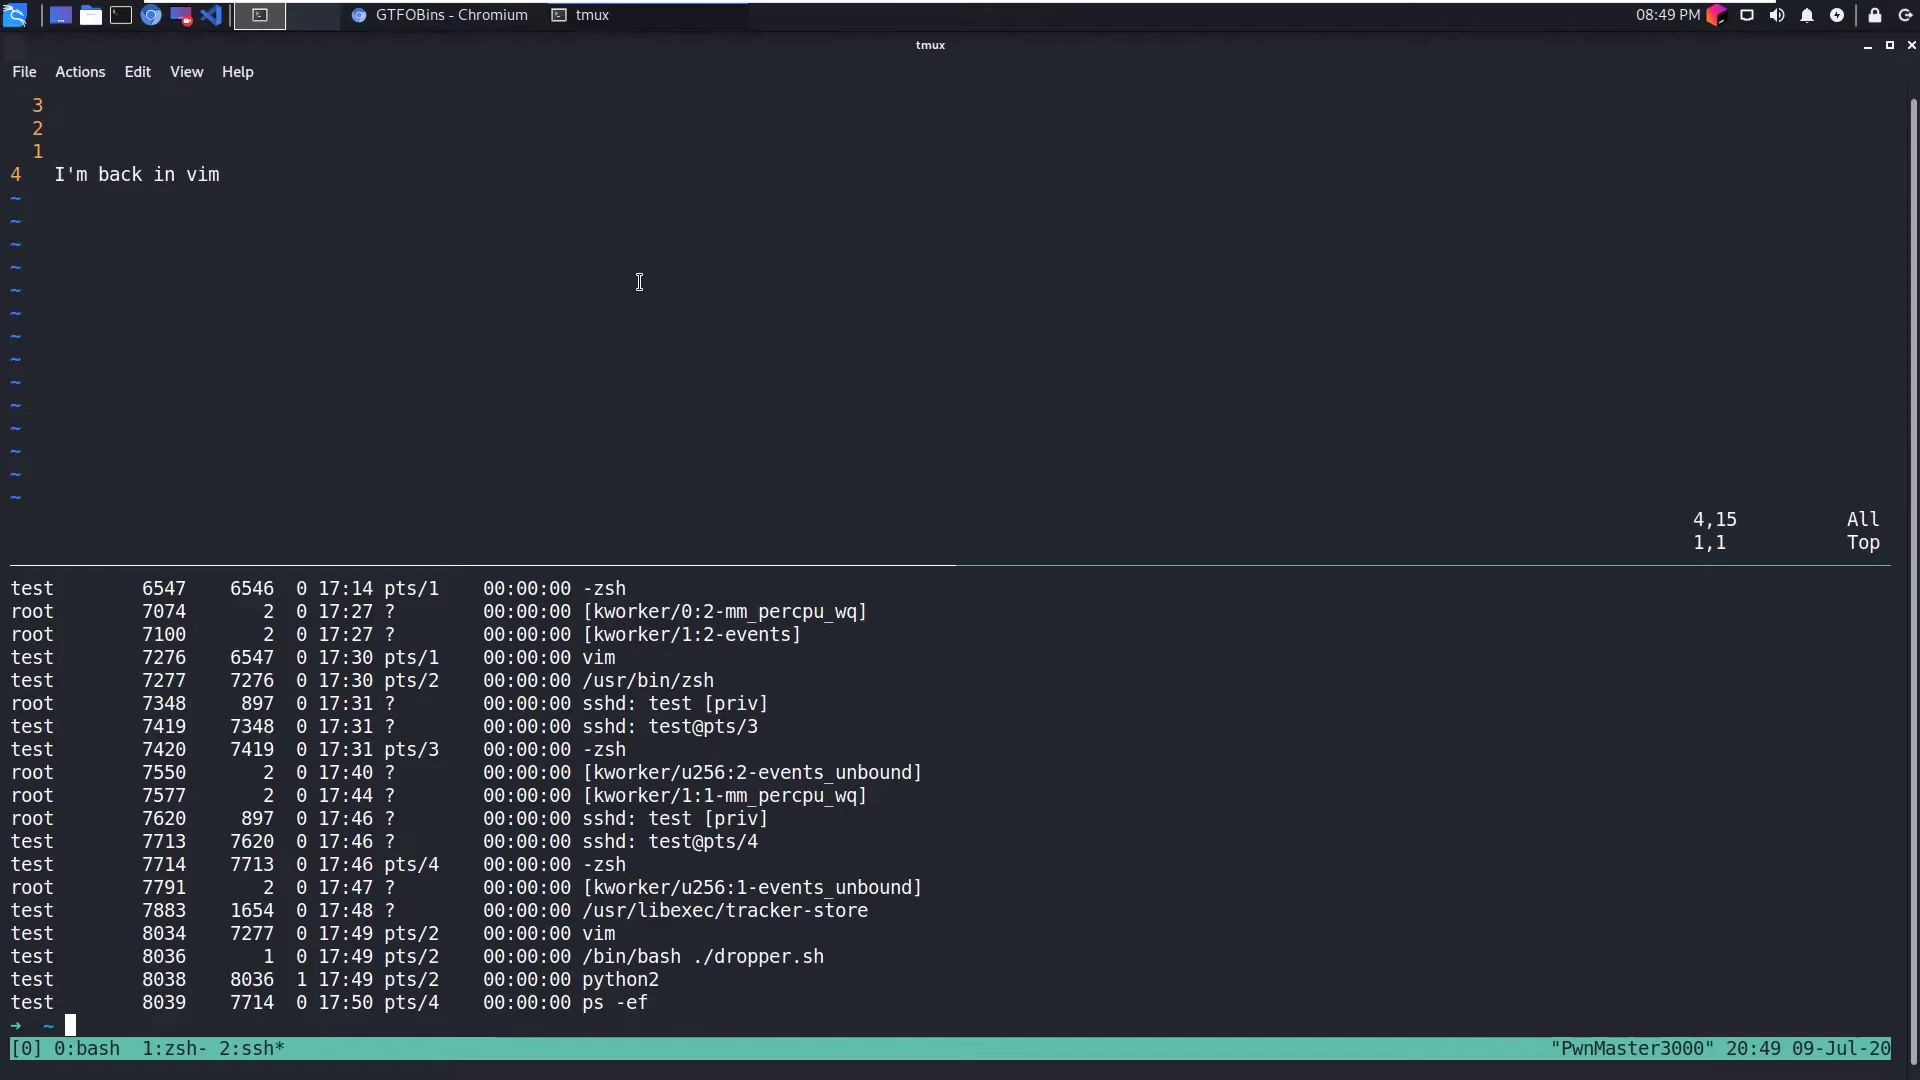 GTFOBins - Chromium
tmux
08:49 PM
tmux
File Actions Edit View Help
3
2
1
4 I'm back in vim
~
~
~
~
~
~
~
~
~
~
~
~
~
~
4,15 All
1,1 Top
test 6547 6546 0 17:14 pts/1 00:00:00 -zsh
root 7074 2 0 17:27 ? 00:00:00 [kworker/0:2-mm_percpu_wq]
root 7100 2 0 17:27 ? 00:00:00 [kworker/1:2-events]
test 7276 6547 0 17:30 pts/1 00:00:00 vim
test 7277 7276 0 17:30 pts/2 00:00:00 /usr/bin/zsh
root 7348 897 0 17:31 ? 00:00:00 sshd: test [priv]
test 7419 7348 0 17:31 ? 00:00:00 sshd: test@pts/3
test 7420 7419 0 17:31 pts/3 00:00:00 -zsh
root 7550 2 0 17:40 ? 00:00:00 [kworker/u256:2-events_unbound]
root 7577 2 0 17:44 ? 00:00:00 [kworker/1:1-mm_percpu_wq]
root 7620 897 0 17:46 ? 00:00:00 sshd: test [priv]
test 7713 7620 0 17:46 ? 00:00:00 sshd: test@pts/4
test 7714 7713 0 17:46 pts/4 00:00:00 -zsh
root 7791 2 0 17:47 ? 00:00:00 [kworker/u256:1-events_unbound]
test 7883 1654 0 17:48 ? 00:00:00 /usr/libexec/tracker-store
test 8034 7277 0 17:49 pts/2 00:00:00 vim
test 8036 1 0 17:49 pts/2 00:00:00 /bin/bash ./dropper.sh
test 8038 8036 1 17:49 pts/2 00:00:00 python2
test 8039 7714 0 17:50 pts/4 00:00:00 ps -ef
➜ ~
[0] 0:bash 1:zsh- 2:ssh* "PwnMaster3000" 20:49 09-Jul-20